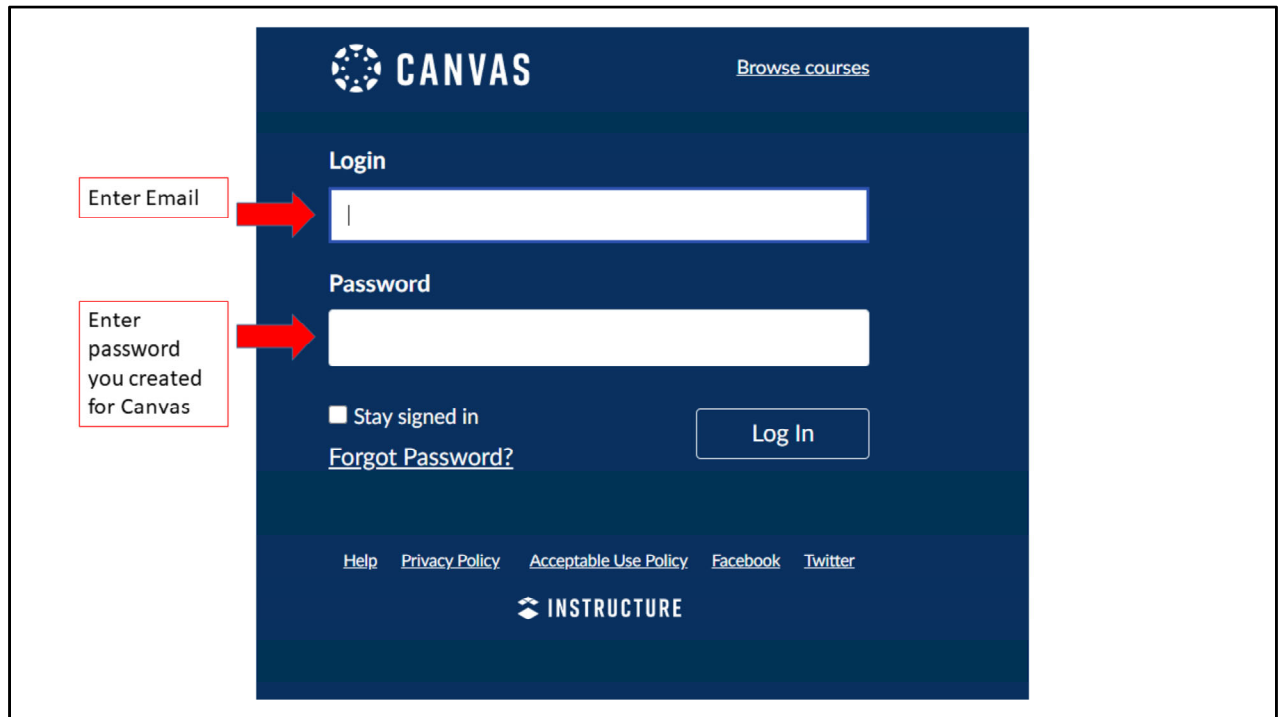 CANVAS
Browse courses
Login
Enter Email
Password
Enter
password
you created
for Canvas
Stay signed in
Log In
Forgot Password?
Help Privacy Policy Acceptable Use Policy Facebook Twitter
INSTRUCTURE